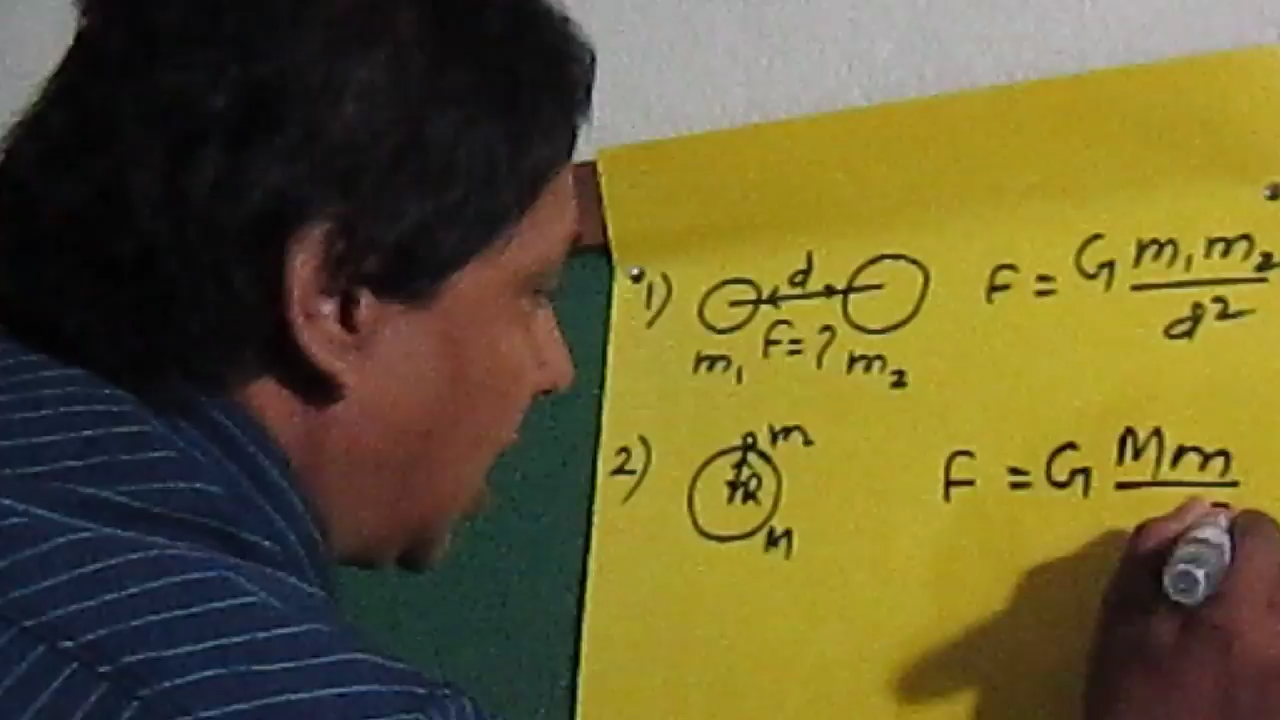 1) d F = G m₁m₂ / d²
F = ?
m₁ m₂
2) m F = G Mm
R
M